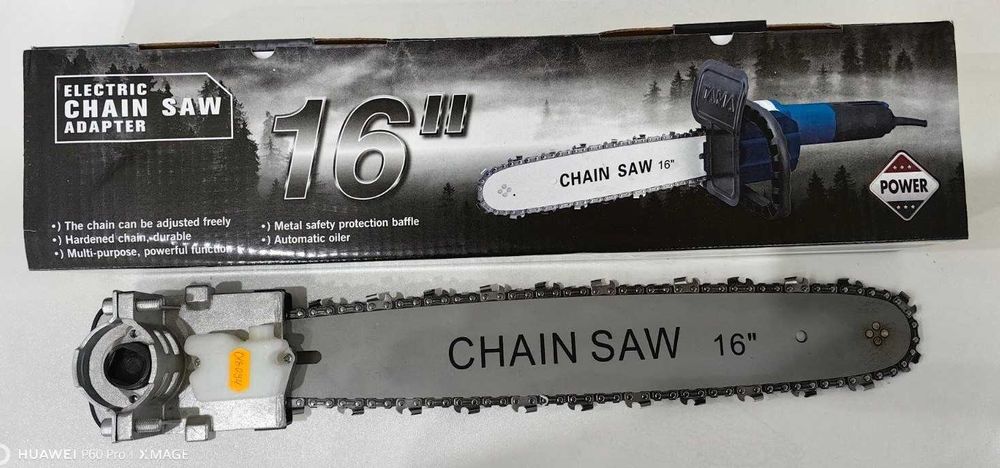 ELECTRIC
CHAIN SAW
ADAPTER
16"
TAMA
CHAIN SAW 16"
POWER
•) The chain can be adjusted freely
•) Hardened chain, durable
•) Multi-purpose, powerful function
•) Metal safety protection baffle
•) Automatic oiler
CHAIN SAW 16"
HUAWEI P60 Pro | XMAGE